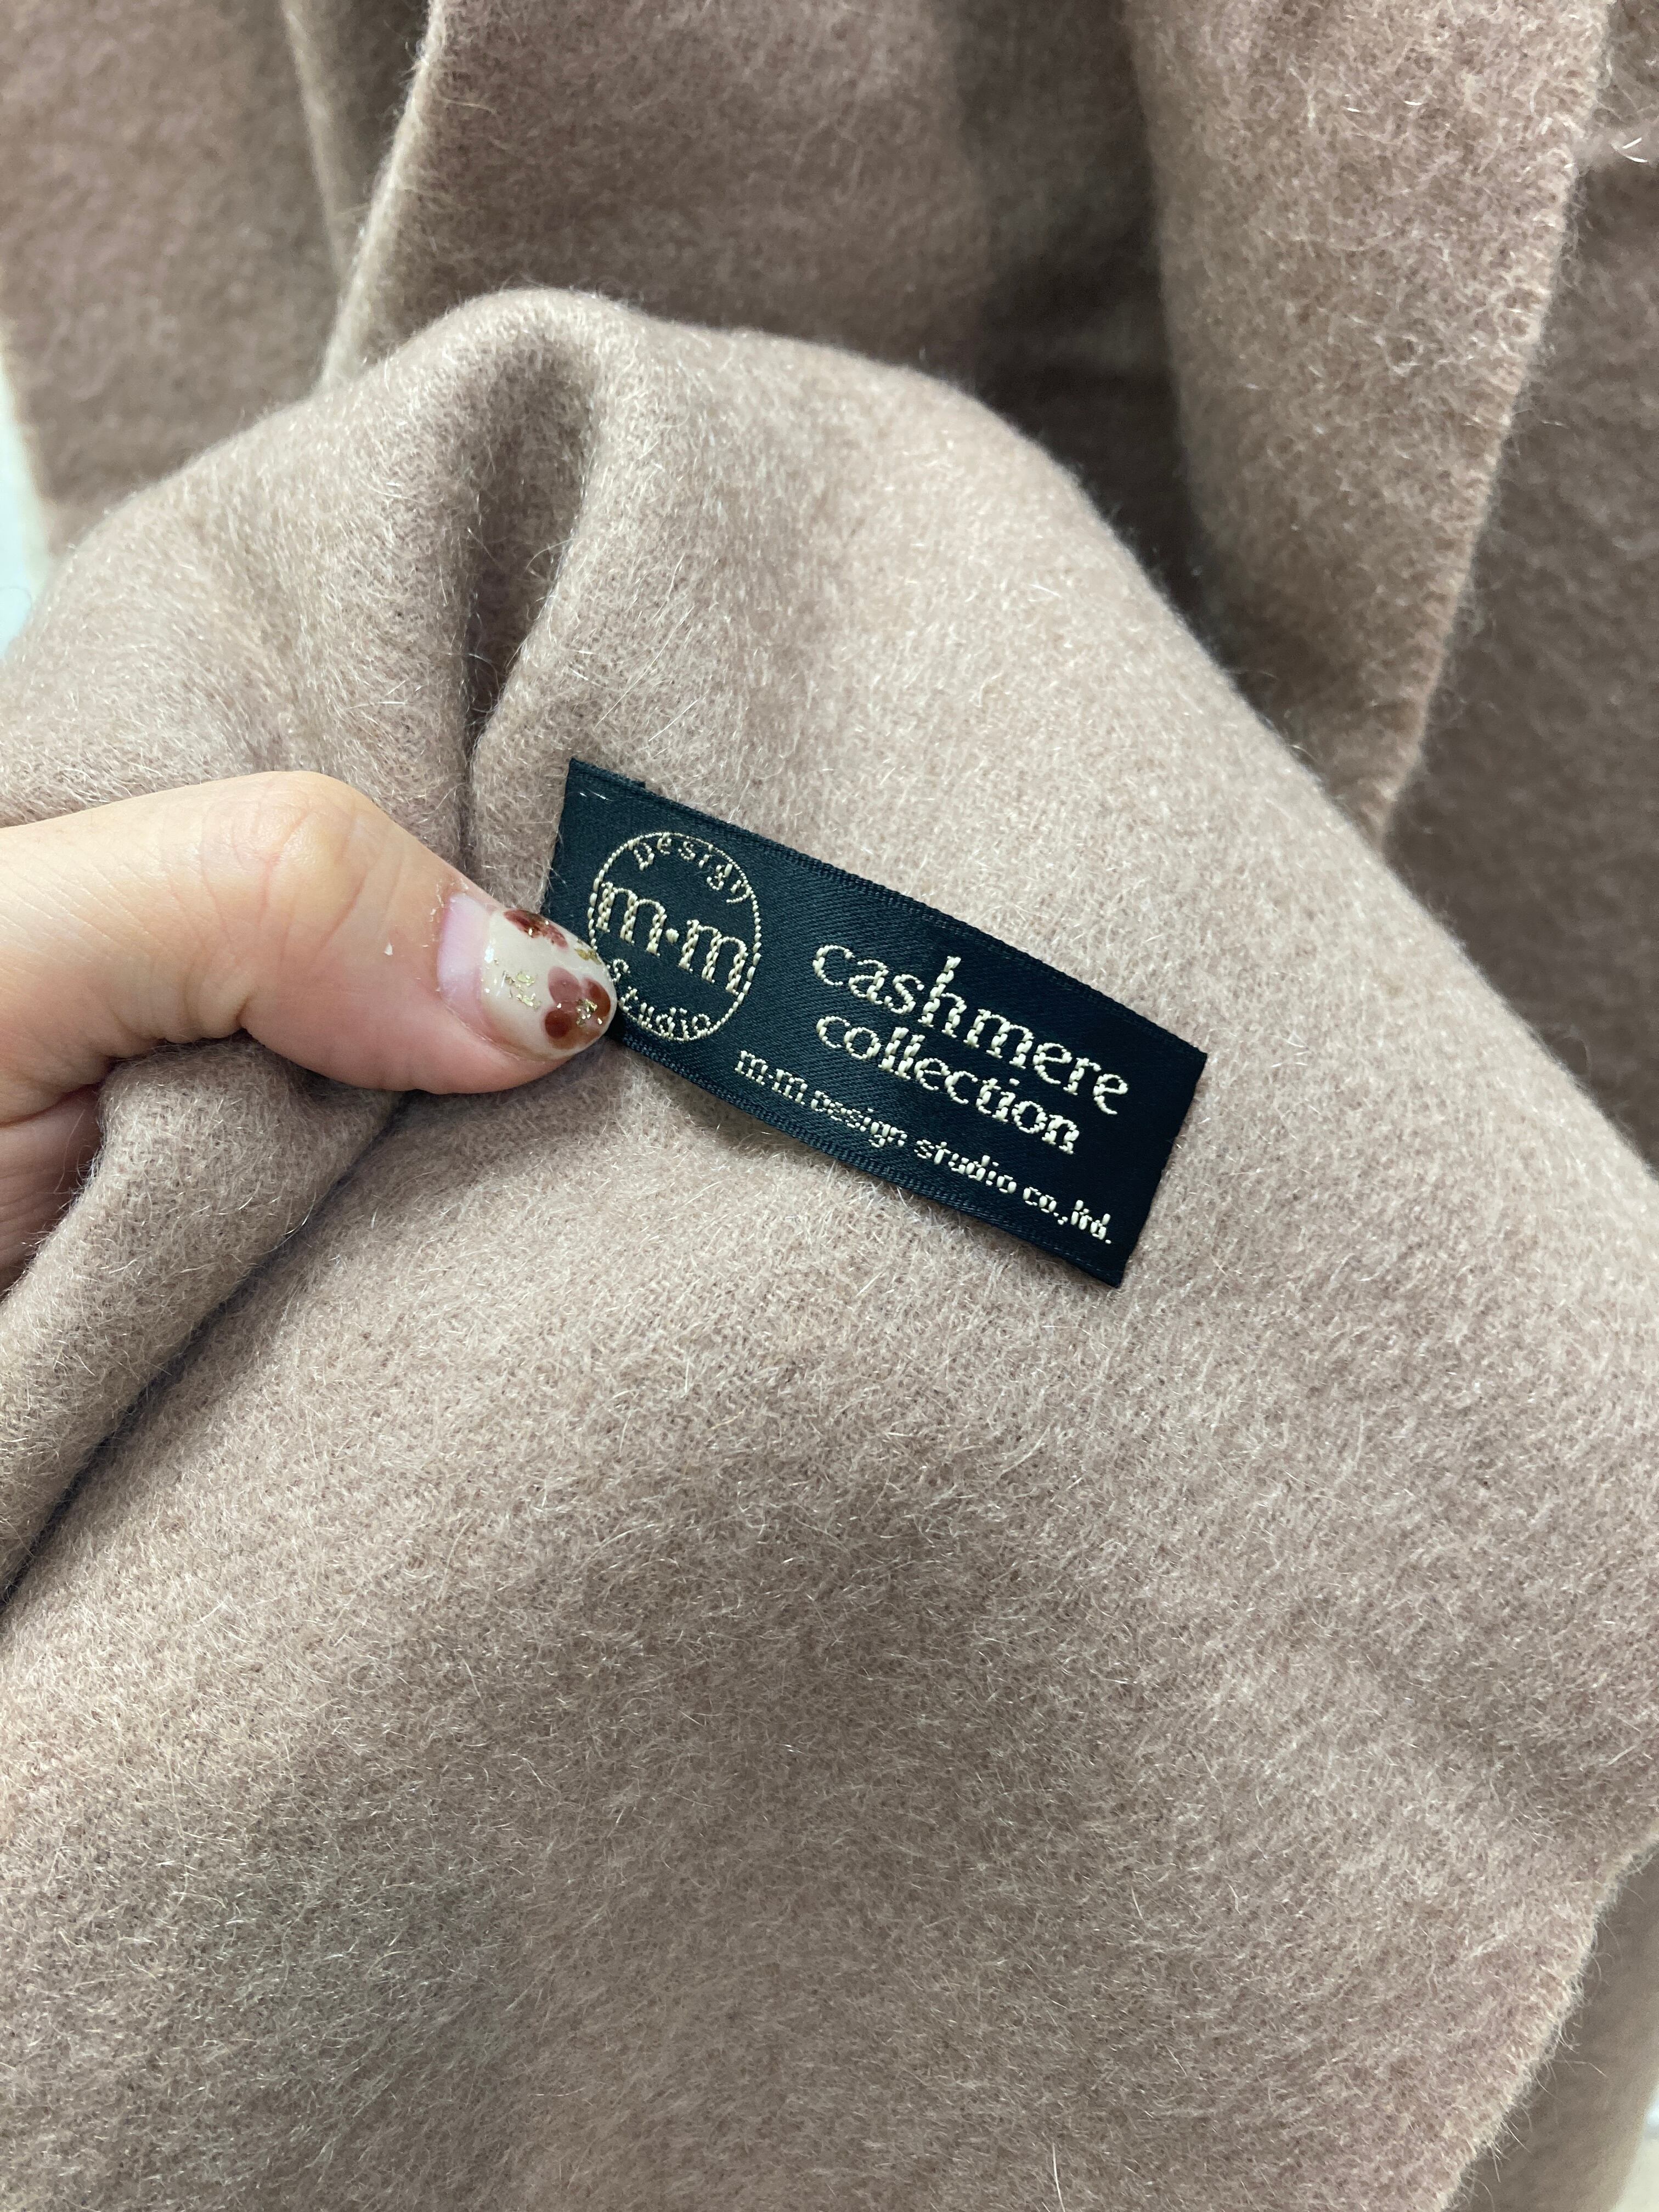 Design
m·m
& Studio
cashmere
collection
m·m Design studio co.,ltd.